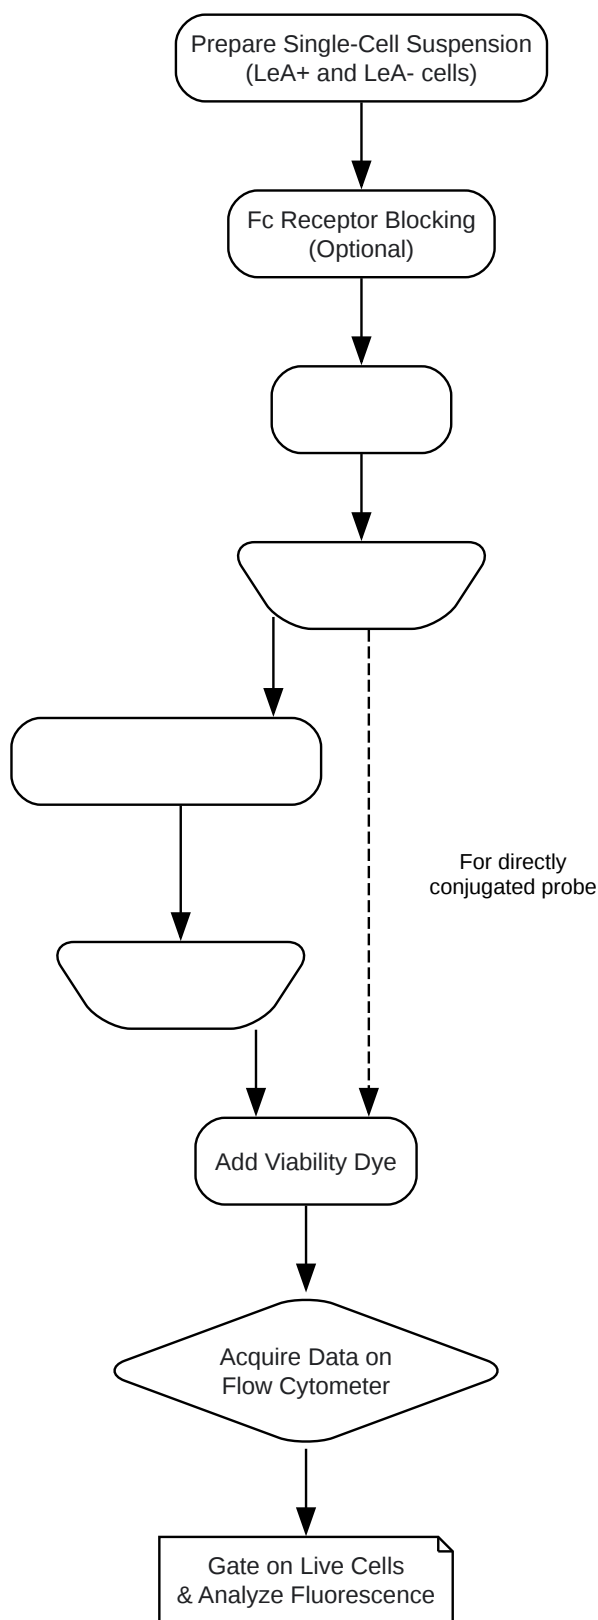 Prepare Single-Cell Suspension
(LeA+ and LeA- cells)
Fc Receptor Blocking
(Optional)
For directly
conjugated probe
Add Viability Dye
Acquire Data on
Flow Cytometer
Gate on Live Cells
& Analyze Fluorescence